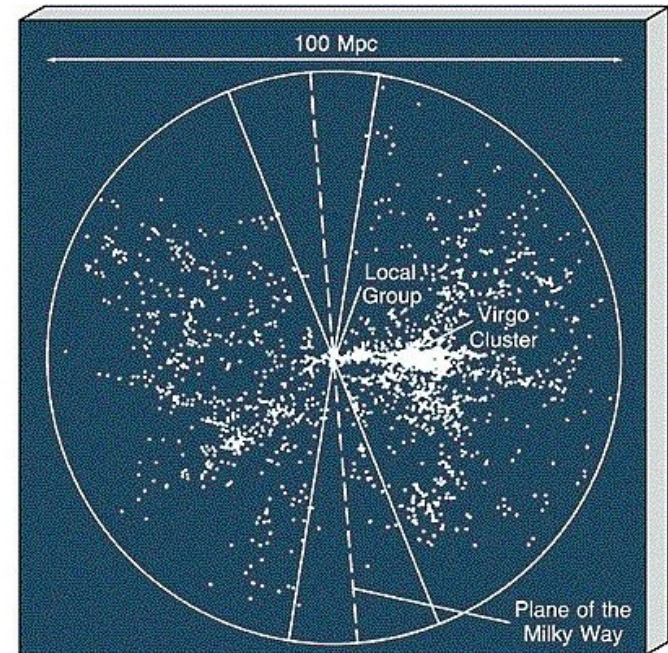 100 Mpc
Local
Group
Virgo
Cluster
Plane of the
Milky Way